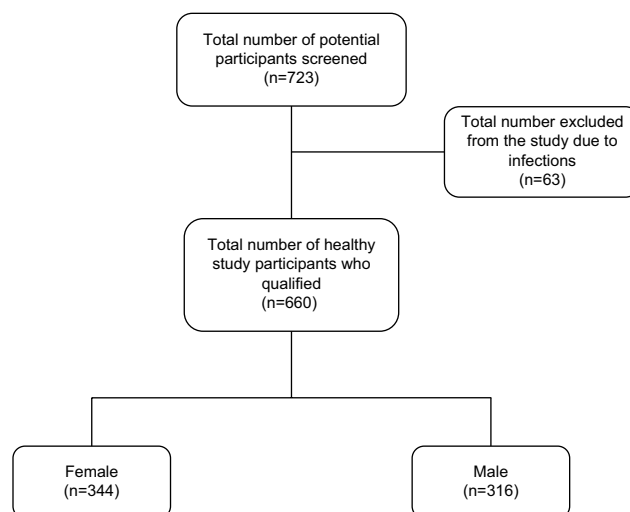 Total number of potential
participants screened
(n=723)
Total number excluded
from the study due to
infections
(n=63)
Total number of healthy
study participants who
qualified
(n=660)
Female
(n=344)
Male
(n=316)